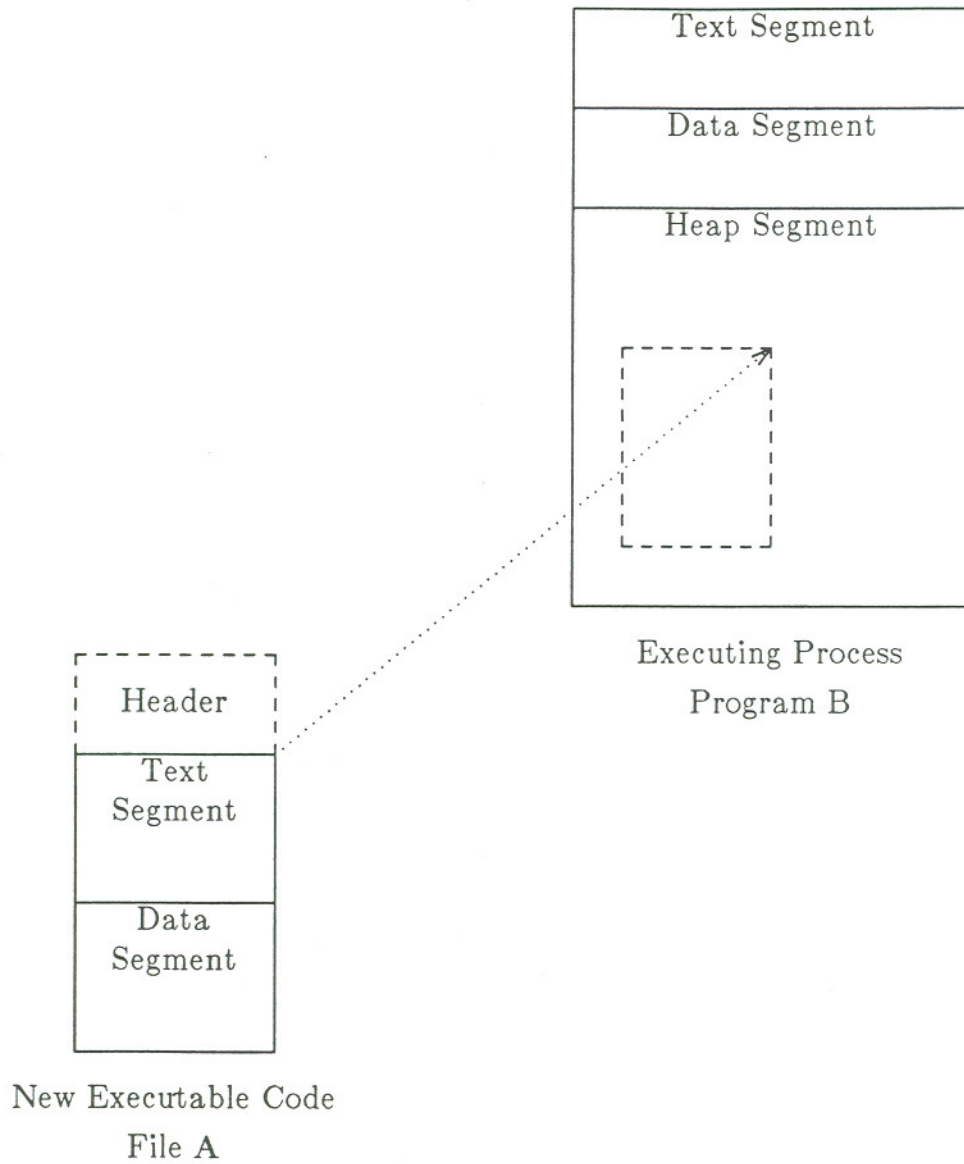 Text Segment
Data Segment
Heap Segment
Executing Process
Program B
Header
Text
Segment
Data
Segment
New Executable Code
File A